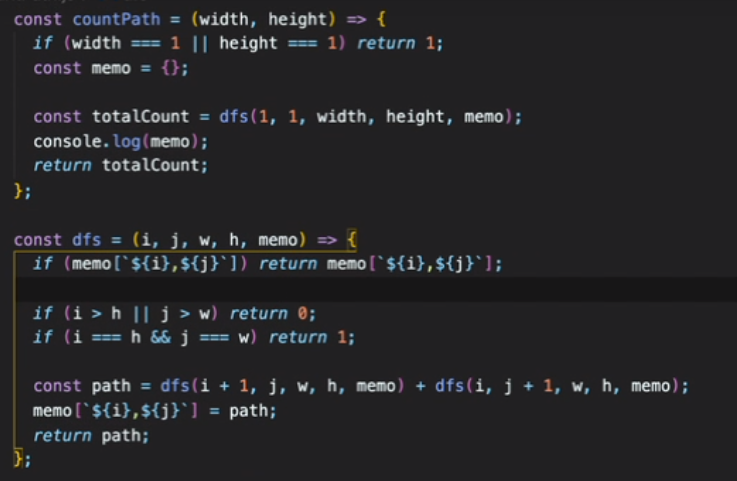 const countPath = (width, height) => {
if (width === 1 || height === 1) return 1;
const memo = {};
const totalCount = dfs(1, 1, width, height, memo);
console.log(memo);
return totalCount;
};
const dfs = (i, j, w, h, memo) => {
if (memo[`${i},${j}`]) return memo[`${i},${j}`];
if (i > h || j > w) return 0;
if (i === h && j === w) return 1;
const path = dfs(i + 1, j, w, h, memo) + dfs(i, j + 1, w, h, memo);
memo[`${i},${j}`] = path;
return path;
};